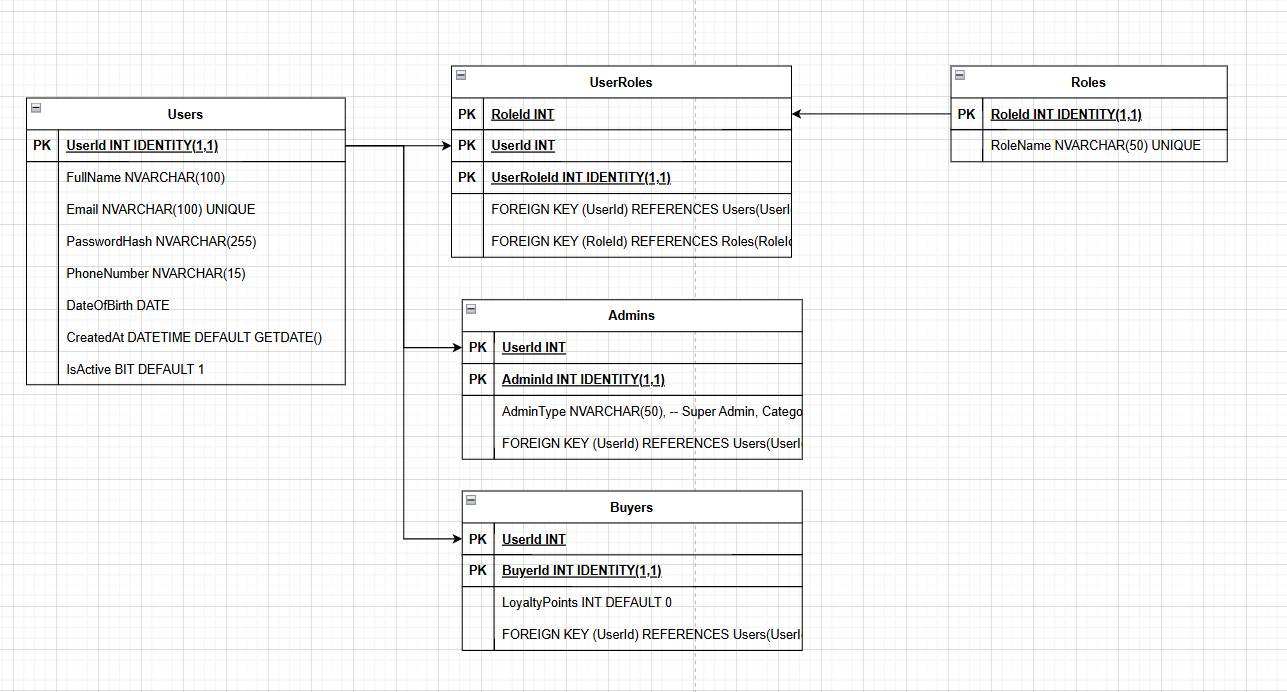 Users
PK UserId INT IDENTITY(1,1)
FullName NVARCHAR(100)
Email NVARCHAR(100) UNIQUE
PasswordHash NVARCHAR(255)
PhoneNumber NVARCHAR(15)
DateOfBirth DATE
CreatedAt DATETIME DEFAULT GETDATE()
IsActive BIT DEFAULT 1
UserRoles
PK RoleId INT
PK UserId INT
PK UserRoleId INT IDENTITY(1,1)
FOREIGN KEY (UserId) REFERENCES Users(UserI
FOREIGN KEY (RoleId) REFERENCES Roles(RoleIc
Roles
PK RoleId INT IDENTITY(1,1)
RoleName NVARCHAR(50) UNIQUE
Admins
PK UserId INT
PK AdminId INT IDENTITY(1,1)
AdminType NVARCHAR(50), -- Super Admin, Catego
FOREIGN KEY (UserId) REFERENCES Users(UserI
Buyers
PK UserId INT
PK BuyerId INT IDENTITY(1,1)
LoyaltyPoints INT DEFAULT 0
FOREIGN KEY (UserId) REFERENCES Users(UserI